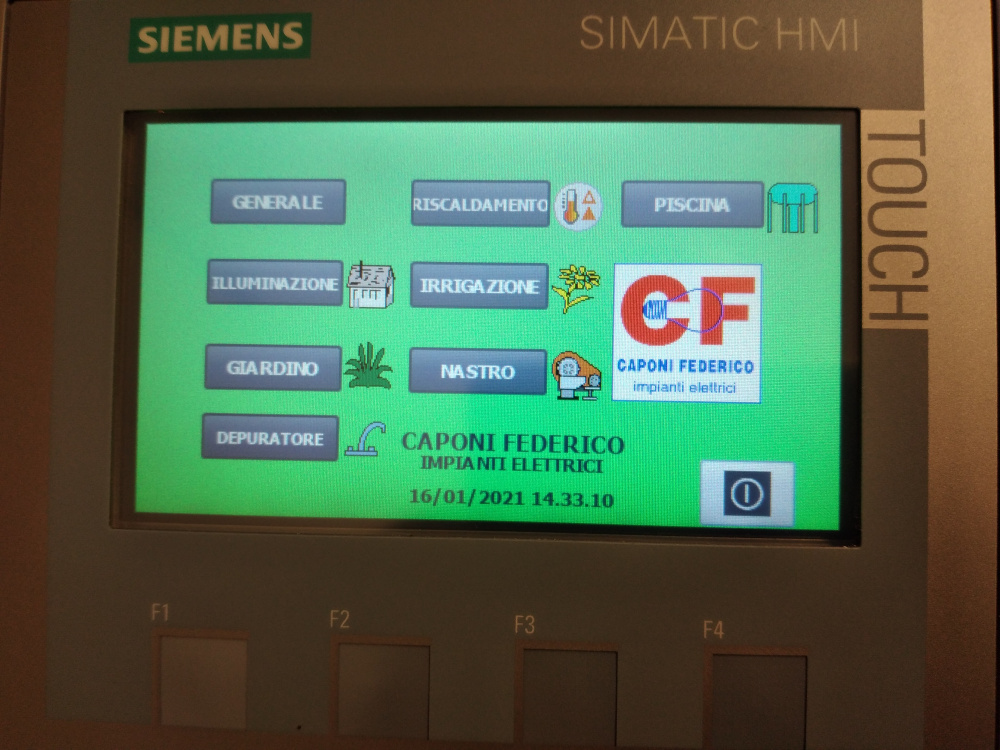 SIEMENS
SIMATIC HMI
TOUCH
GENERALE
RISCALDAMENTO
PISCINA
ILLUMINAZIONE
IRRIGAZIONE
CF
CAPONI FEDERICO
impianti elettrici
GIARDINO
NASTRO
DEPURATORE
CAPONI FEDERICO
IMPIANTI ELETTRICI
16/01/2021 14.33.10
F1
F2
F3
F4